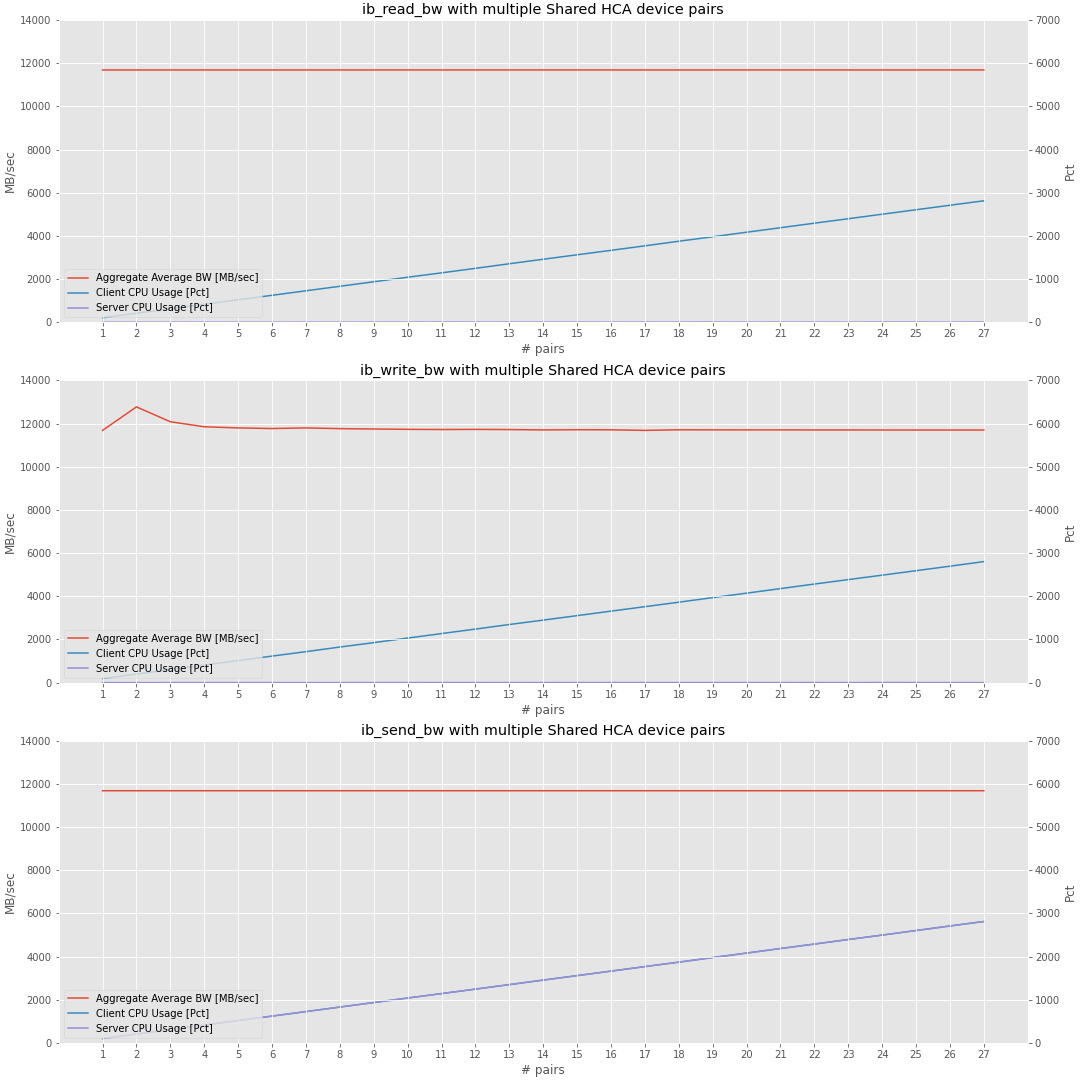 ib_read_bw with multiple Shared HCA device pairs
14000
12000
10000
8000
6000
4000
2000
0
MB/sec
7000
6000
5000
4000
3000
2000
1000
0
Pct
Aggregate Average BW [MB/sec]
Client CPU Usage [Pct]
Server CPU Usage [Pct]
1 2 3 4 5 6 7 8 9 10 11 12 13 14 15 16 17 18 19 20 21 22 23 24 25 26 27
# pairs
ib_write_bw with multiple Shared HCA device pairs
14000
12000
10000
8000
6000
4000
2000
0
MB/sec
7000
6000
5000
4000
3000
2000
1000
0
Pct
Aggregate Average BW [MB/sec]
Client CPU Usage [Pct]
Server CPU Usage [Pct]
1 2 3 4 5 6 7 8 9 10 11 12 13 14 15 16 17 18 19 20 21 22 23 24 25 26 27
# pairs
ib_send_bw with multiple Shared HCA device pairs
14000
12000
10000
8000
6000
4000
2000
0
MB/sec
7000
6000
5000
4000
3000
2000
1000
0
Pct
Aggregate Average BW [MB/sec]
Client CPU Usage [Pct]
Server CPU Usage [Pct]
1 2 3 4 5 6 7 8 9 10 11 12 13 14 15 16 17 18 19 20 21 22 23 24 25 26 27
# pairs